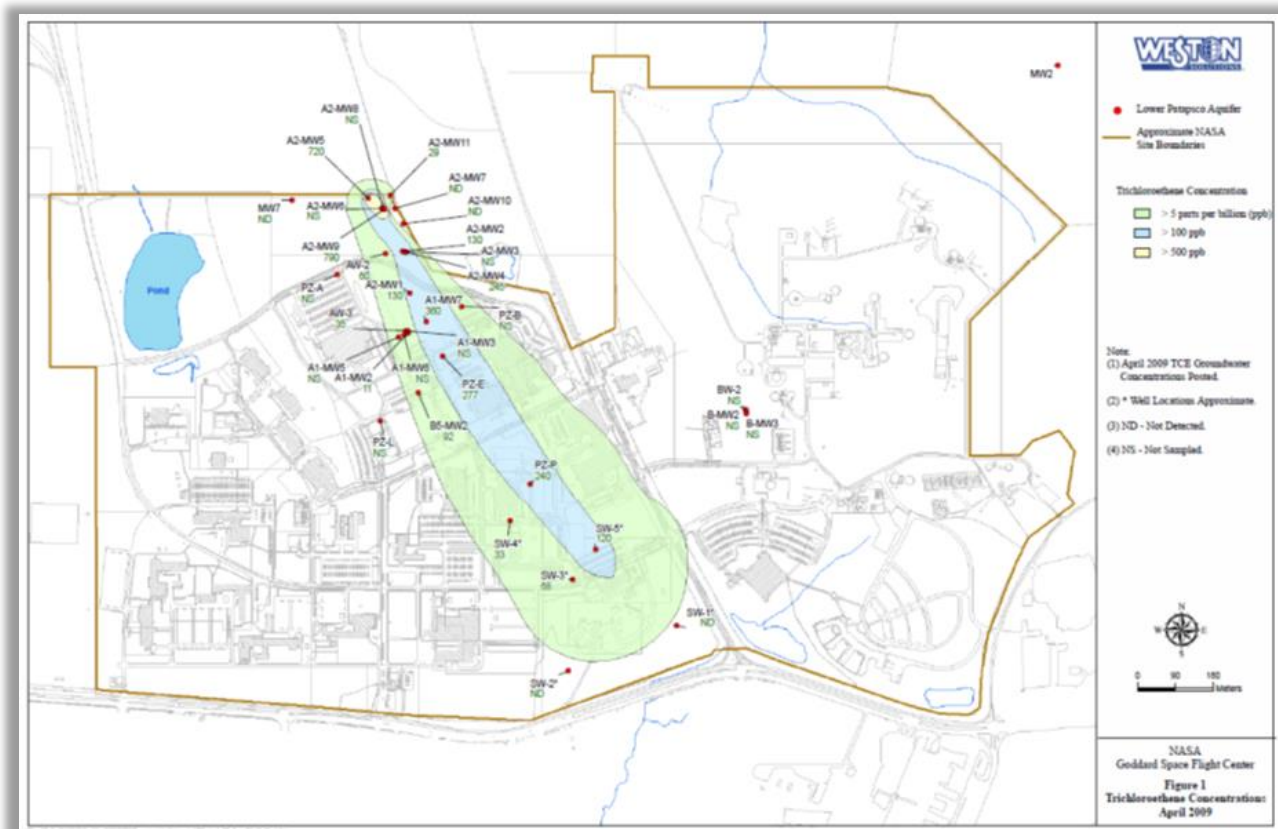 WESTON
SOLUTIONS
Lower Patapsco Aquifer
Approximate NASA
Site Boundaries
Trichloroethene Concentration
> 5 parts per billion (ppb)
> 100 ppb
> 500 ppb
Note:
(1) April 2009 TCE Groundwater
Concentrations Posted.
(2) * Well Locations Approximate.
(3) ND - Not Detected.
(4) NS - Not Sampled.
N
W
E
S
0 90 180
Meters
NASA
Goddard Space Flight Center
Figure 1
Trichloroethene Concentrations
April 2009
MW2
A2-MW8
NS
A2-MW5
720
A2-MW11
29
A2-MW7
ND
MW7
ND
A2-MW6
NS
A2-MW10
ND
A2-MW2
130
A2-MW9
790
A2-MW3
NS
AW-2
60
A2-MW4
240
Pond
PZ-A
NS
A2-MW1
130
A1-MW7
360
PZ-B
NS
AW-3
A1-MW3
NS
A1-MW5
NS
A1-MW2
11
A1-MW6
NS
PZ-E
277
BW-2
NS
B-MW2
NS
B-MW3
NS
B5-MW2
92
PZ-L
NS
PZ-P
240
SW-4*
33
SW-5*
120
SW-3*
SW-1*
ND
SW-2*
ND